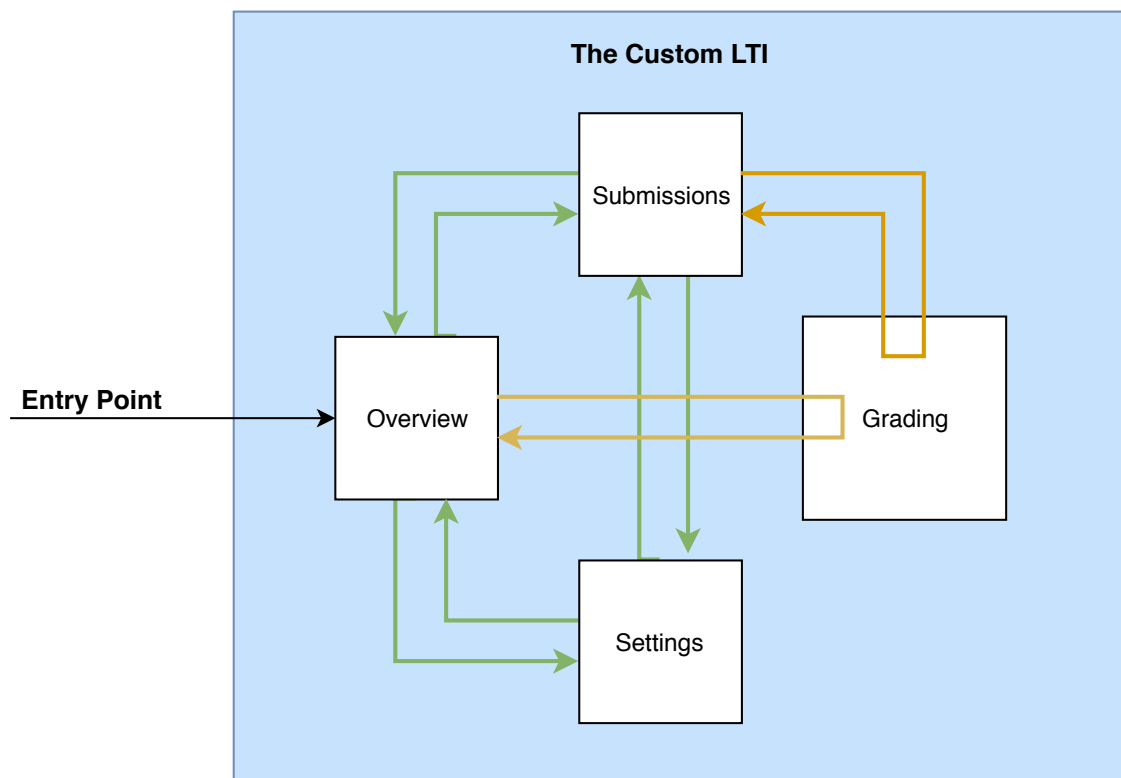 The Custom LTI
Submissions
Entry Point
Overview
Grading
Settings